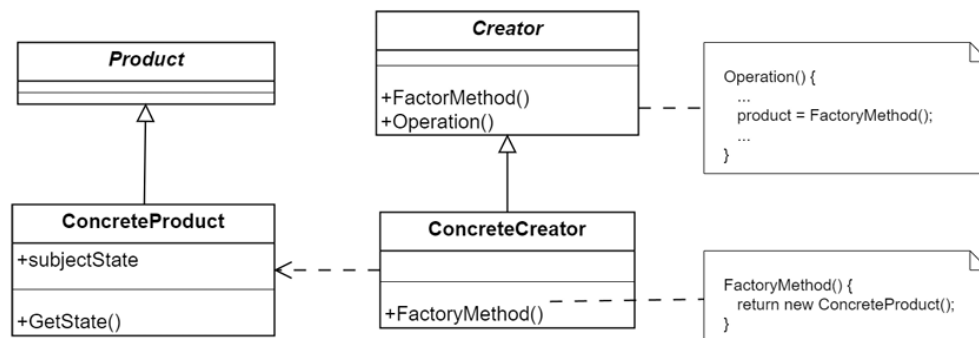 Product
Creator
+FactorMethod()
+Operation()
Operation() {
...
product = FactoryMethod();
...
}
ConcreteProduct
+subjectState
+GetState()
ConcreteCreator
+FactoryMethod()
FactoryMethod() {
return new ConcreteProduct();
}